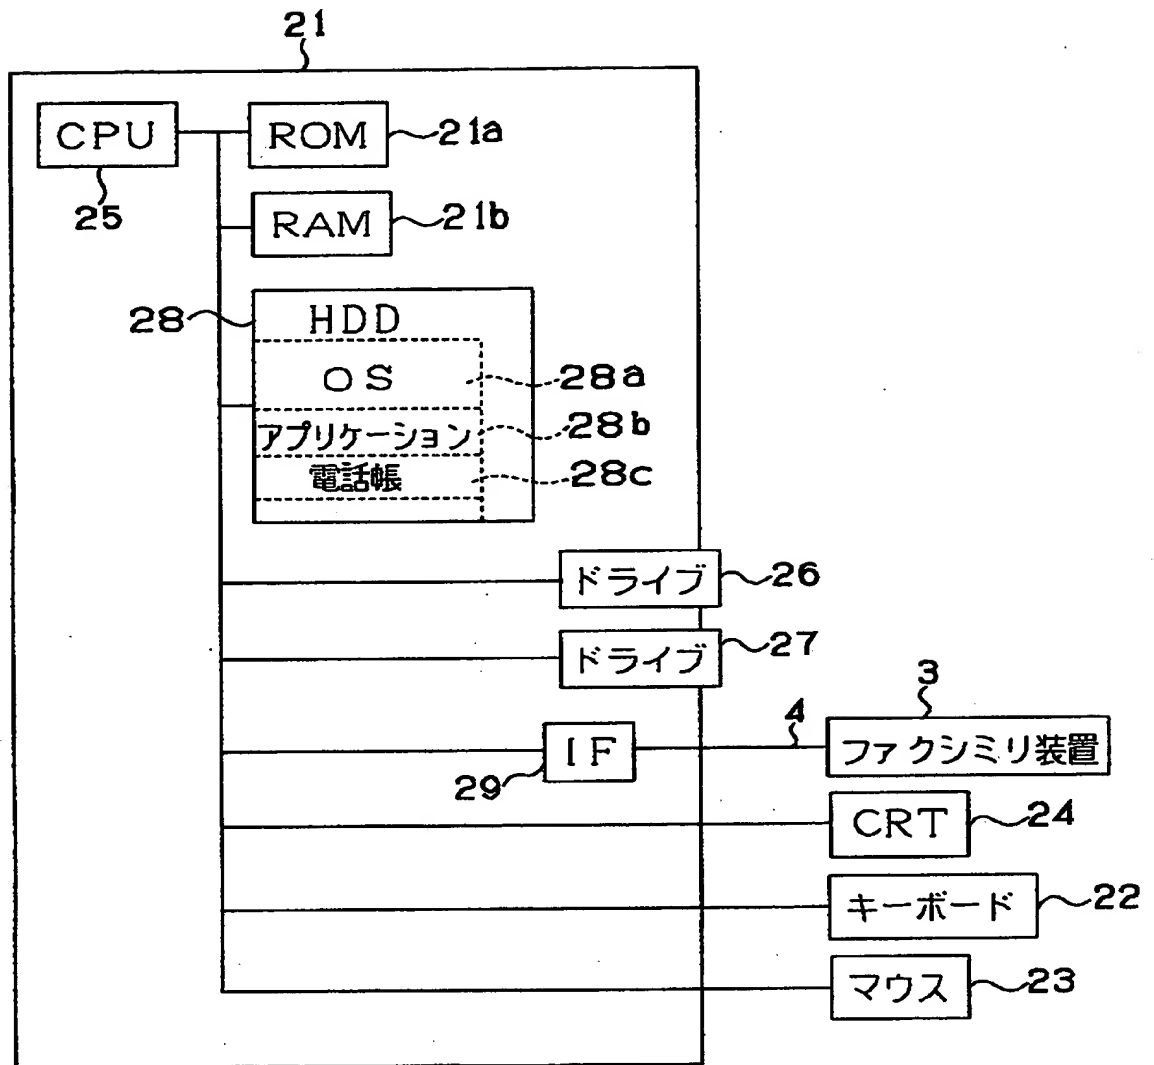 21
CPU
ROM
21a
25
RAM
21b
28
HDD
OS
28a
アプリケーション
28b
電話帳
28c
ドライブ
26
ドライブ
27
3
4
IF
ファクシミリ装置
29
CRT
24
キーボード
22
マウス
23